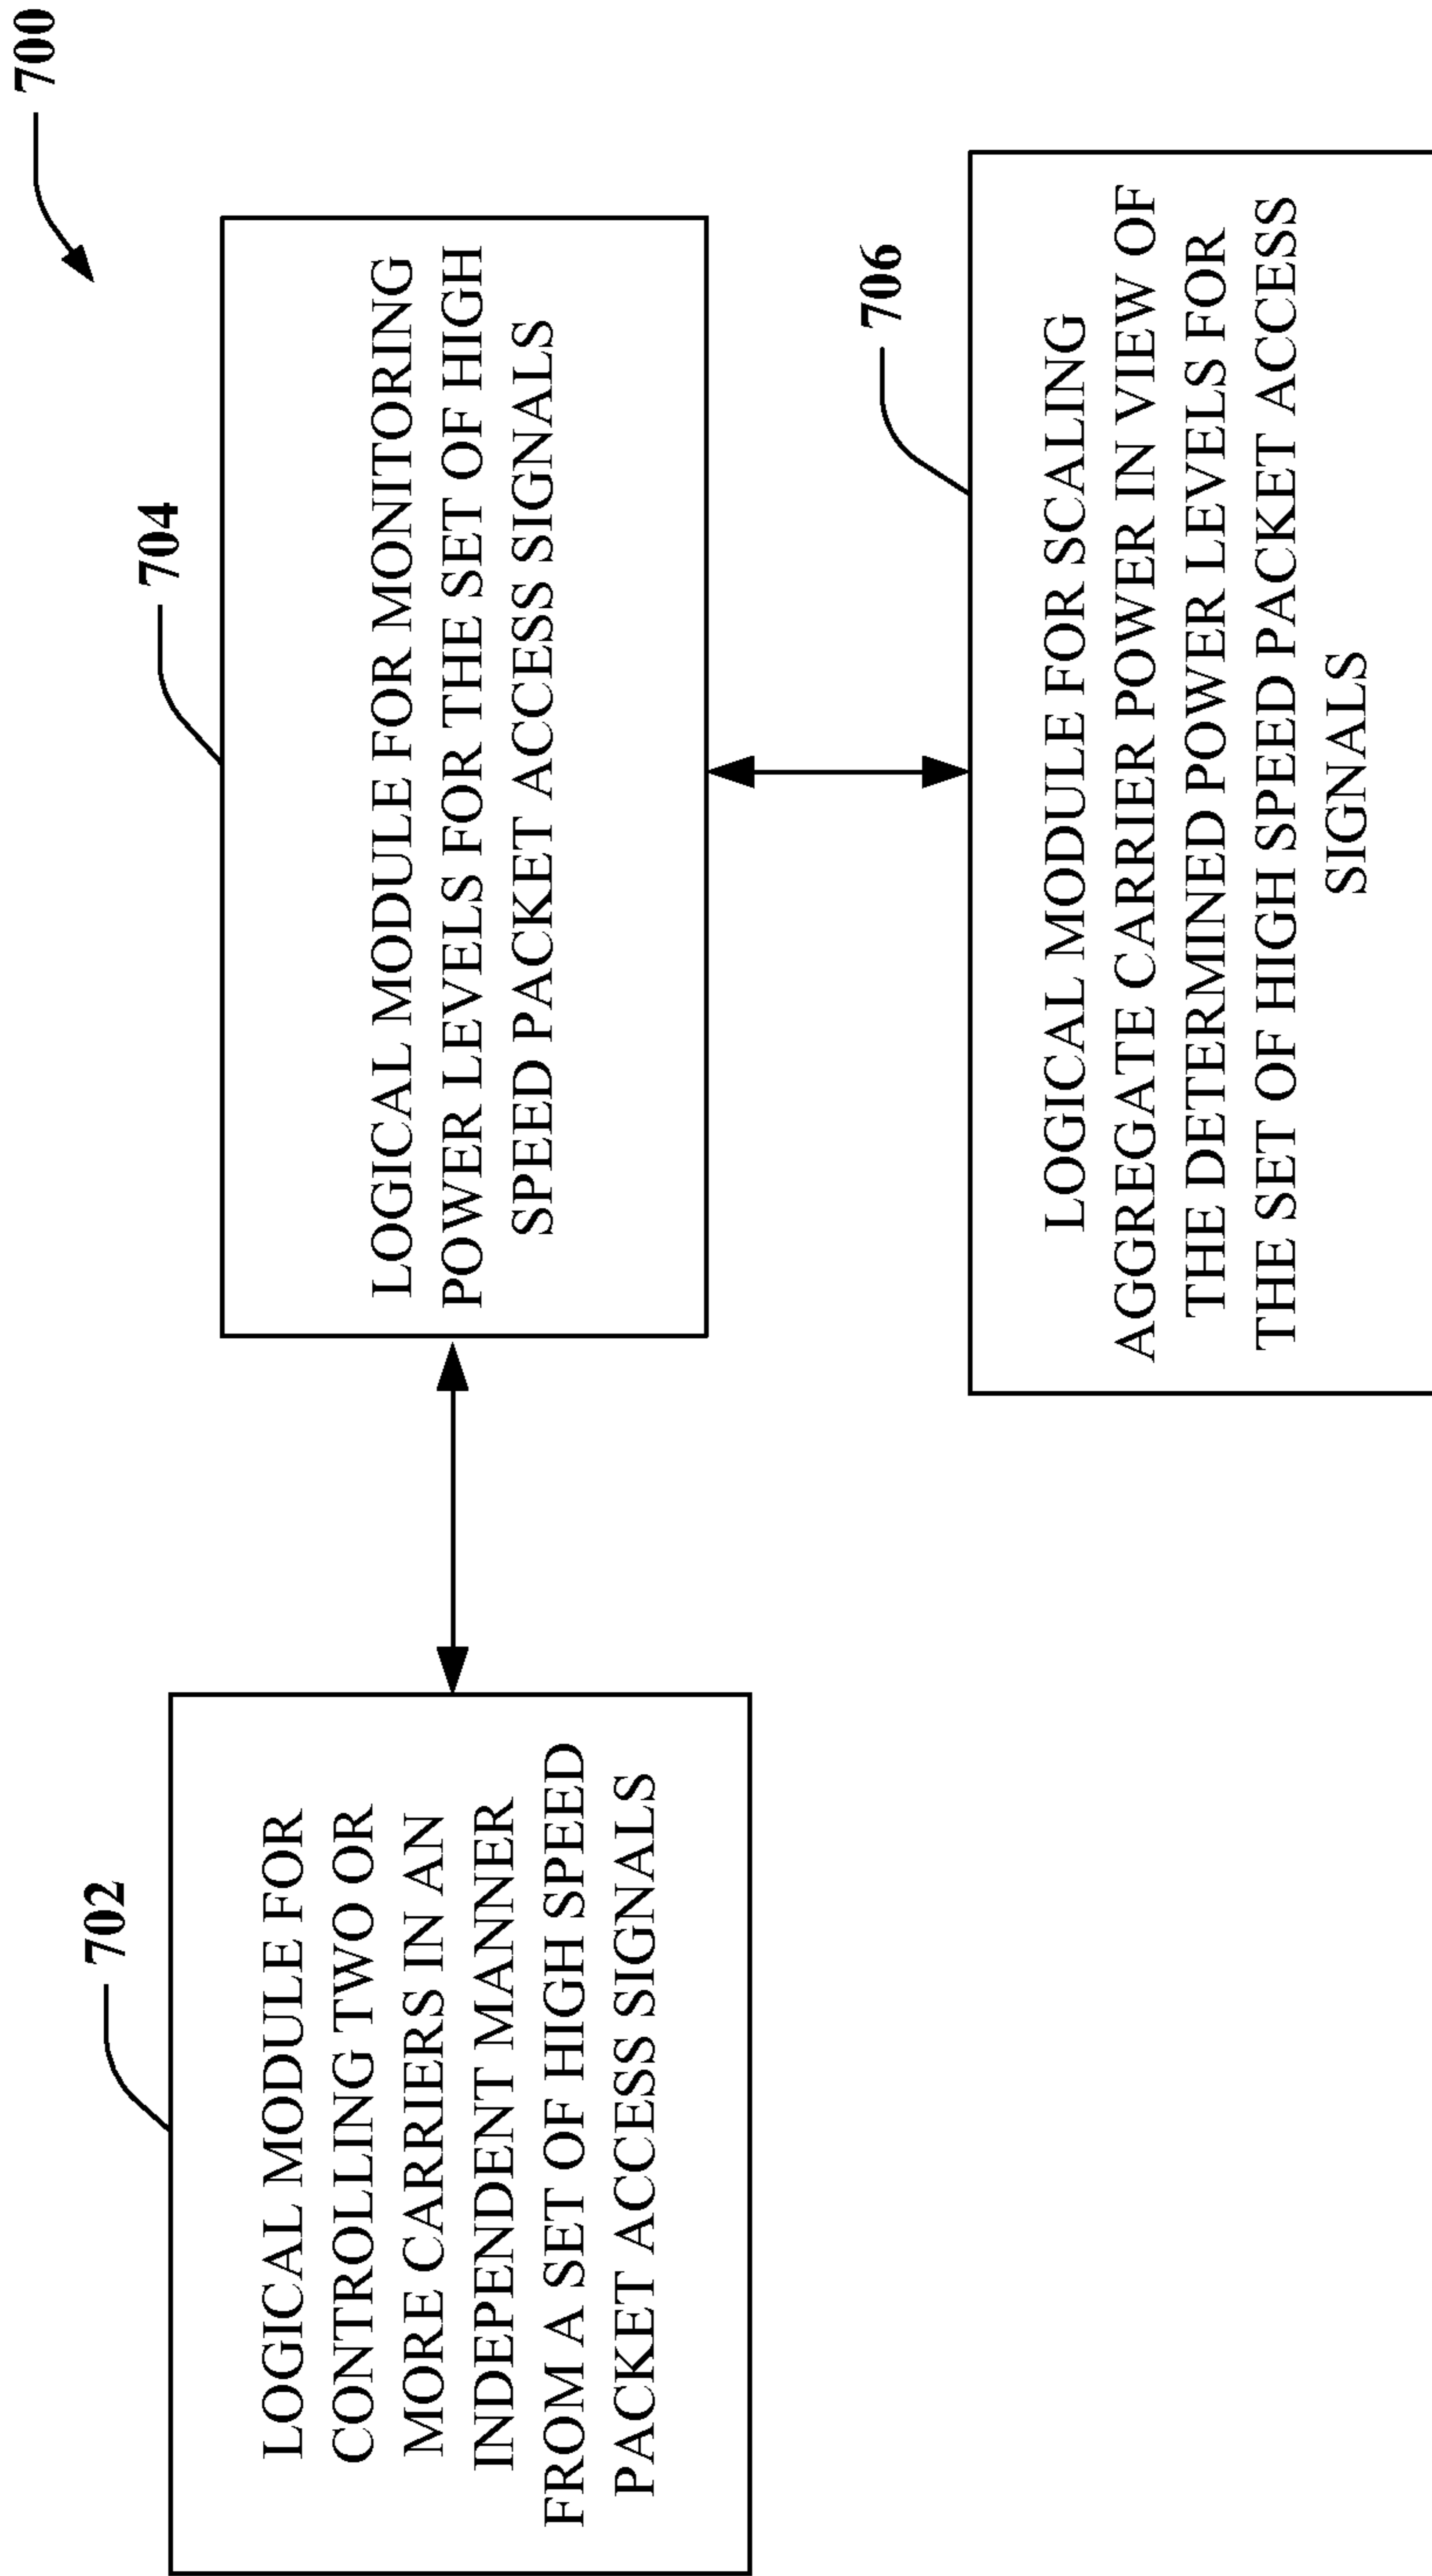 700
702
LOGICAL MODULE FOR
CONTROLLING TWO OR
MORE CARRIERS IN AN
INDEPENDENT MANNER
FROM A SET OF HIGH SPEED
PACKET ACCESS SIGNALS
704
LOGICAL MODULE FOR MONITORING
POWER LEVELS FOR THE SET OF HIGH
SPEED PACKET ACCESS SIGNALS
706
LOGICAL MODULE FOR SCALING
AGGREGATE CARRIER POWER IN VIEW OF
THE DETERMINED POWER LEVELS FOR
THE SET OF HIGH SPEED PACKET ACCESS
SIGNALS